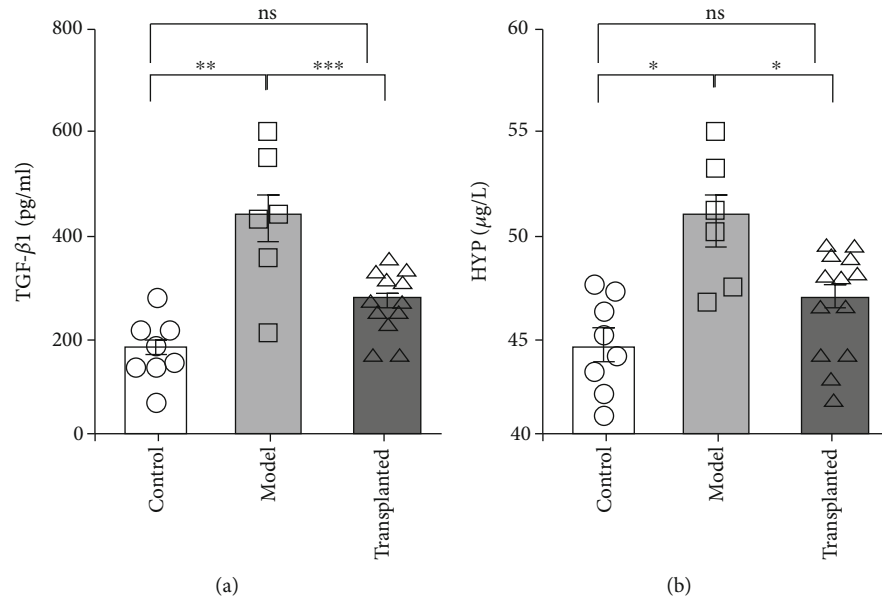 ns
** ***
800
600
400
200
0
TGF-β1 (pg/ml)
Control
Model
Transplanted
(a)
ns
* *
60
55
50
45
40
HYP (μg/L)
Control
Model
Transplanted
(b)